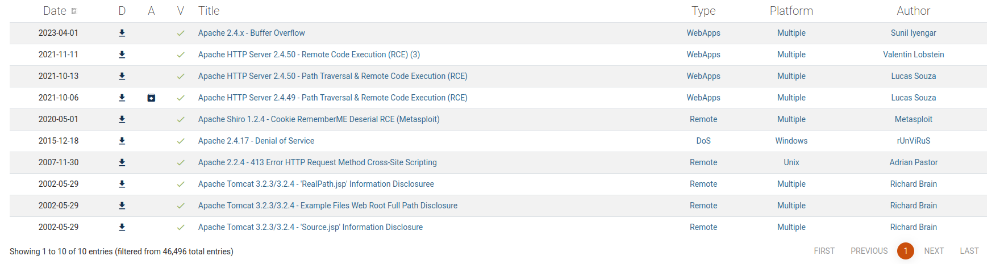 Date D A V Title Type Platform Author
2023-04-01 Apache 2.4.x - Buffer Overflow WebApps Multiple Sunil Iyengar
2021-11-11 Apache HTTP Server 2.4.50 - Remote Code Execution (RCE) (3) WebApps Multiple Valentin Lobstein
2021-10-13 Apache HTTP Server 2.4.50 - Path Traversal & Remote Code Execution (RCE) WebApps Multiple Lucas Souza
2021-10-06 Apache HTTP Server 2.4.49 - Path Traversal & Remote Code Execution (RCE) WebApps Multiple Lucas Souza
2020-05-01 Apache Shiro 1.2.4 - Cookie RememberME Deserial RCE (Metasploit) Remote Multiple Metasploit
2015-12-18 Apache 2.4.17 - Denial of Service DoS Windows rUnViRuS
2007-11-30 Apache 2.2.4 - 413 Error HTTP Request Method Cross-Site Scripting Remote Unix Adrian Pastor
2002-05-29 Apache Tomcat 3.2.3/3.2.4 - 'RealPath.jsp' Information Disclosuree Remote Multiple Richard Brain
2002-05-29 Apache Tomcat 3.2.3/3.2.4 - Example Files Web Root Full Path Disclosure Remote Multiple Richard Brain
2002-05-29 Apache Tomcat 3.2.3/3.2.4 - 'Source.jsp' Information Disclosure Remote Multiple Richard Brain
Showing 1 to 10 of 10 entries (filtered from 46,496 total entries) FIRST PREVIOUS 1 NEXT LAST